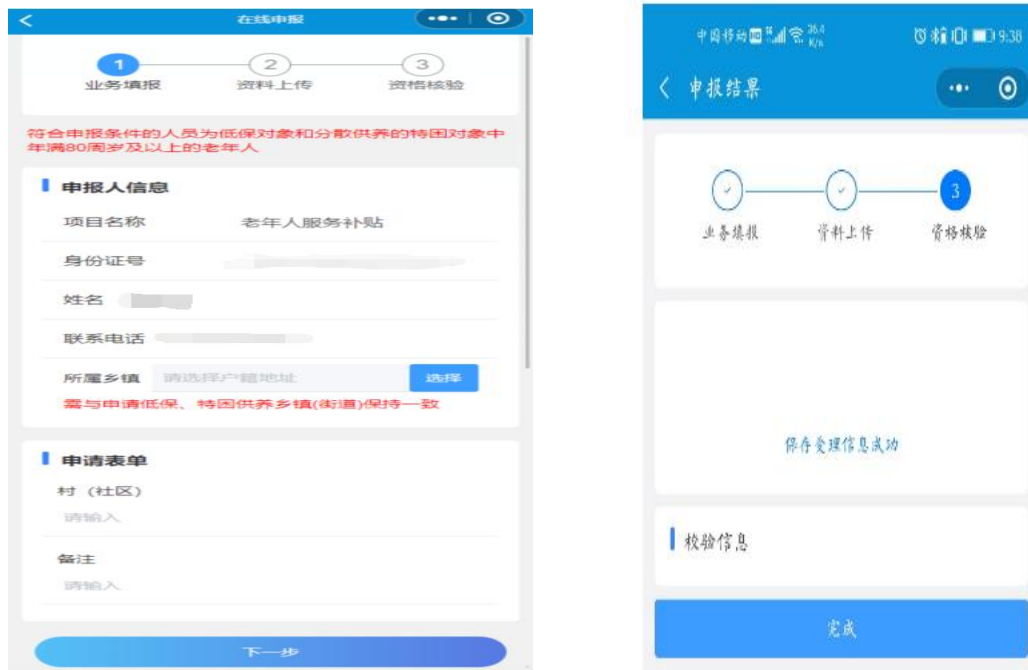 在线申报
1
2
3
业务填报
资料上传
资格核验
符合申报条件的人员为低保对象和分散供养的特困对象中
年满80周岁及以上的老年人
申报人信息
项目名称 老年人服务补贴
身份证号
姓名
联系电话
所属乡镇 请选择户籍地址 选择
需与申请低保、特困供养乡镇(街道)保持一致
申请表单
村（社区）
请输入
备注
请输入
下一步
中国移动 HD 36.4 K/s 9:38
申报结果
3
业务填报
资料上传
资格核验
保存受理信息成功
校验信息
完成